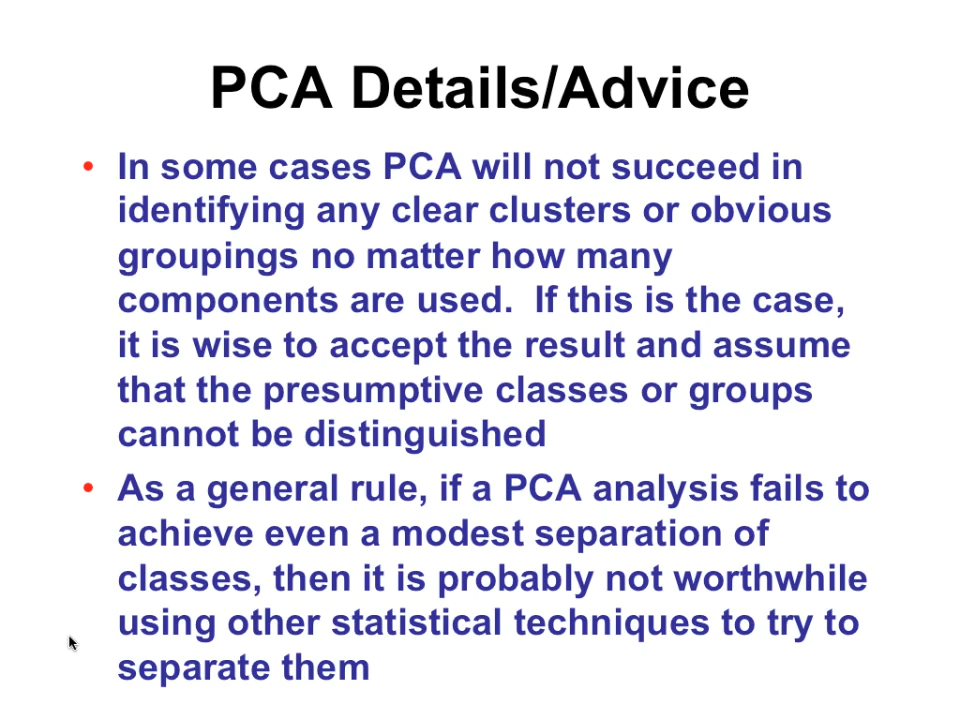 PCA Details/Advice
• In some cases PCA will not succeed in
identifying any clear clusters or obvious
groupings no matter how many
components are used.  If this is the case,
it is wise to accept the result and assume
that the presumptive classes or groups
cannot be distinguished
• As a general rule, if a PCA analysis fails to
achieve even a modest separation of
classes, then it is probably not worthwhile
using other statistical techniques to try to
separate them